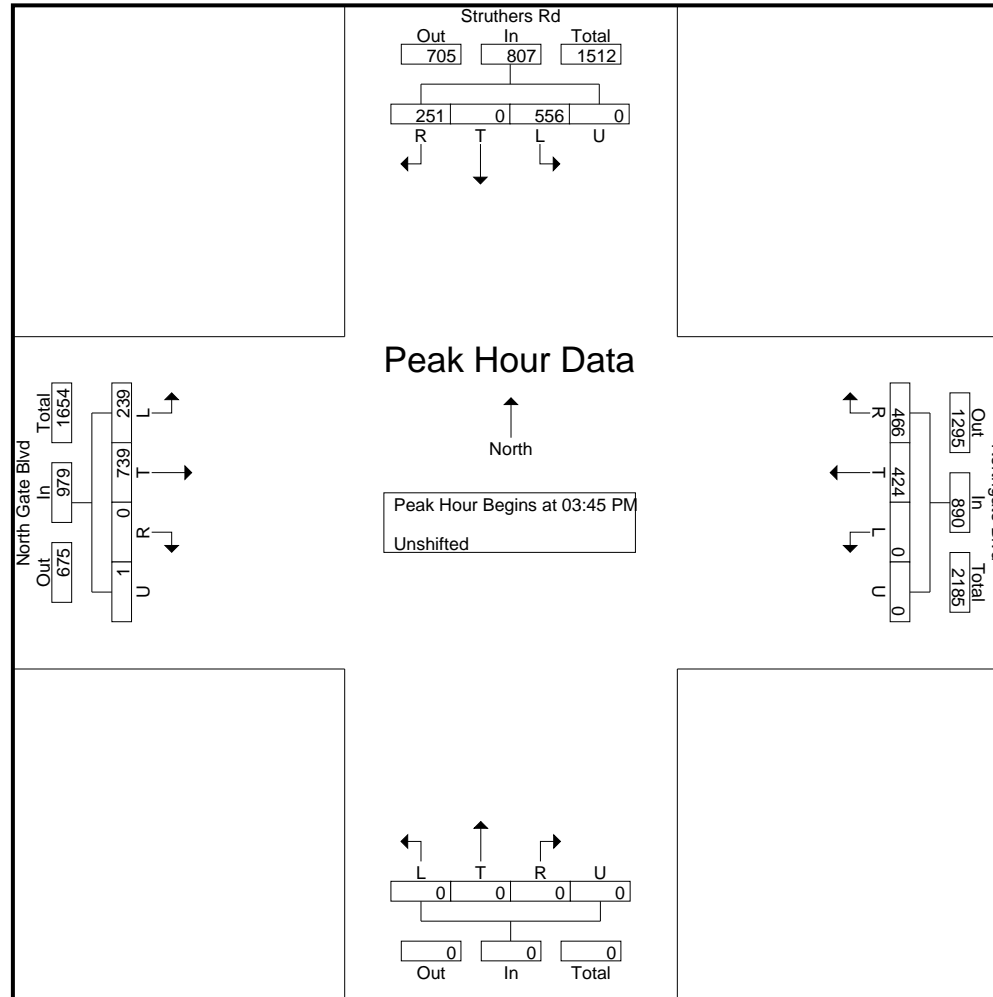 Struthers Rd
Out In Total
705 807 1512
251 0 556 0
R T L U
Peak Hour Data
North
Peak Hour Begins at 03:45 PM
Unshifted
North Gate Blvd
Out In Total
675 979 1654
239 739 0 1
L T R U
Out In Total
1295 890 2185
466 424 0 0
R T L U
L T R U
0 0 0 0
0 0 0
Out In Total